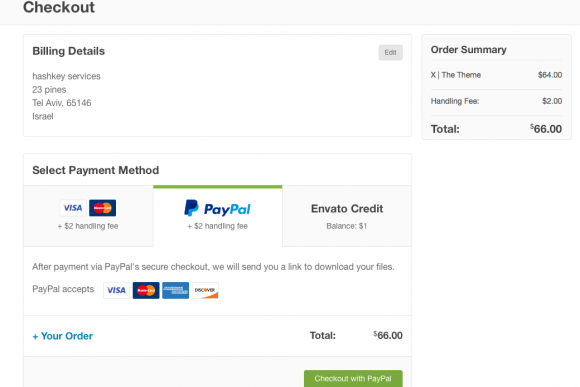 Checkout
Billing Details
Edit
hashkey services
23 pines
Tel Aviv, 65146
Israel
Order Summary
X | The Theme $64.00
Handling Fee: $2.00
Total: $66.00
Select Payment Method
VISA MasterCard
+ $2 handling fee
PayPal
+ $2 handling fee
Envato Credit
Balance: $1
After payment via PayPal's secure checkout, we will send you a link to download your files.
PayPal accepts VISA MasterCard DISCOVER
+ Your Order Total: $66.00
Checkout with PayPal